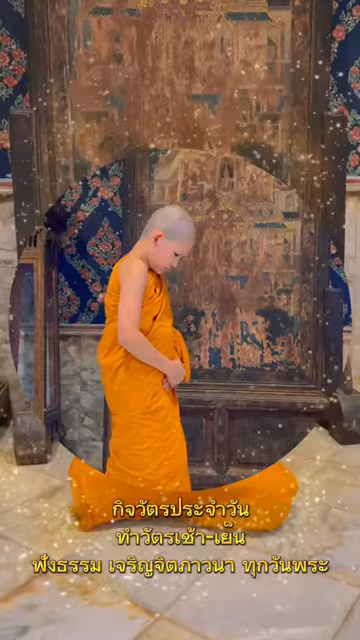 กิจวัตรประจำวัน
ทำวัตรเช้า-เย็น
ฟังธรรม เจริญจิตภาวนา ทุกวันพระ